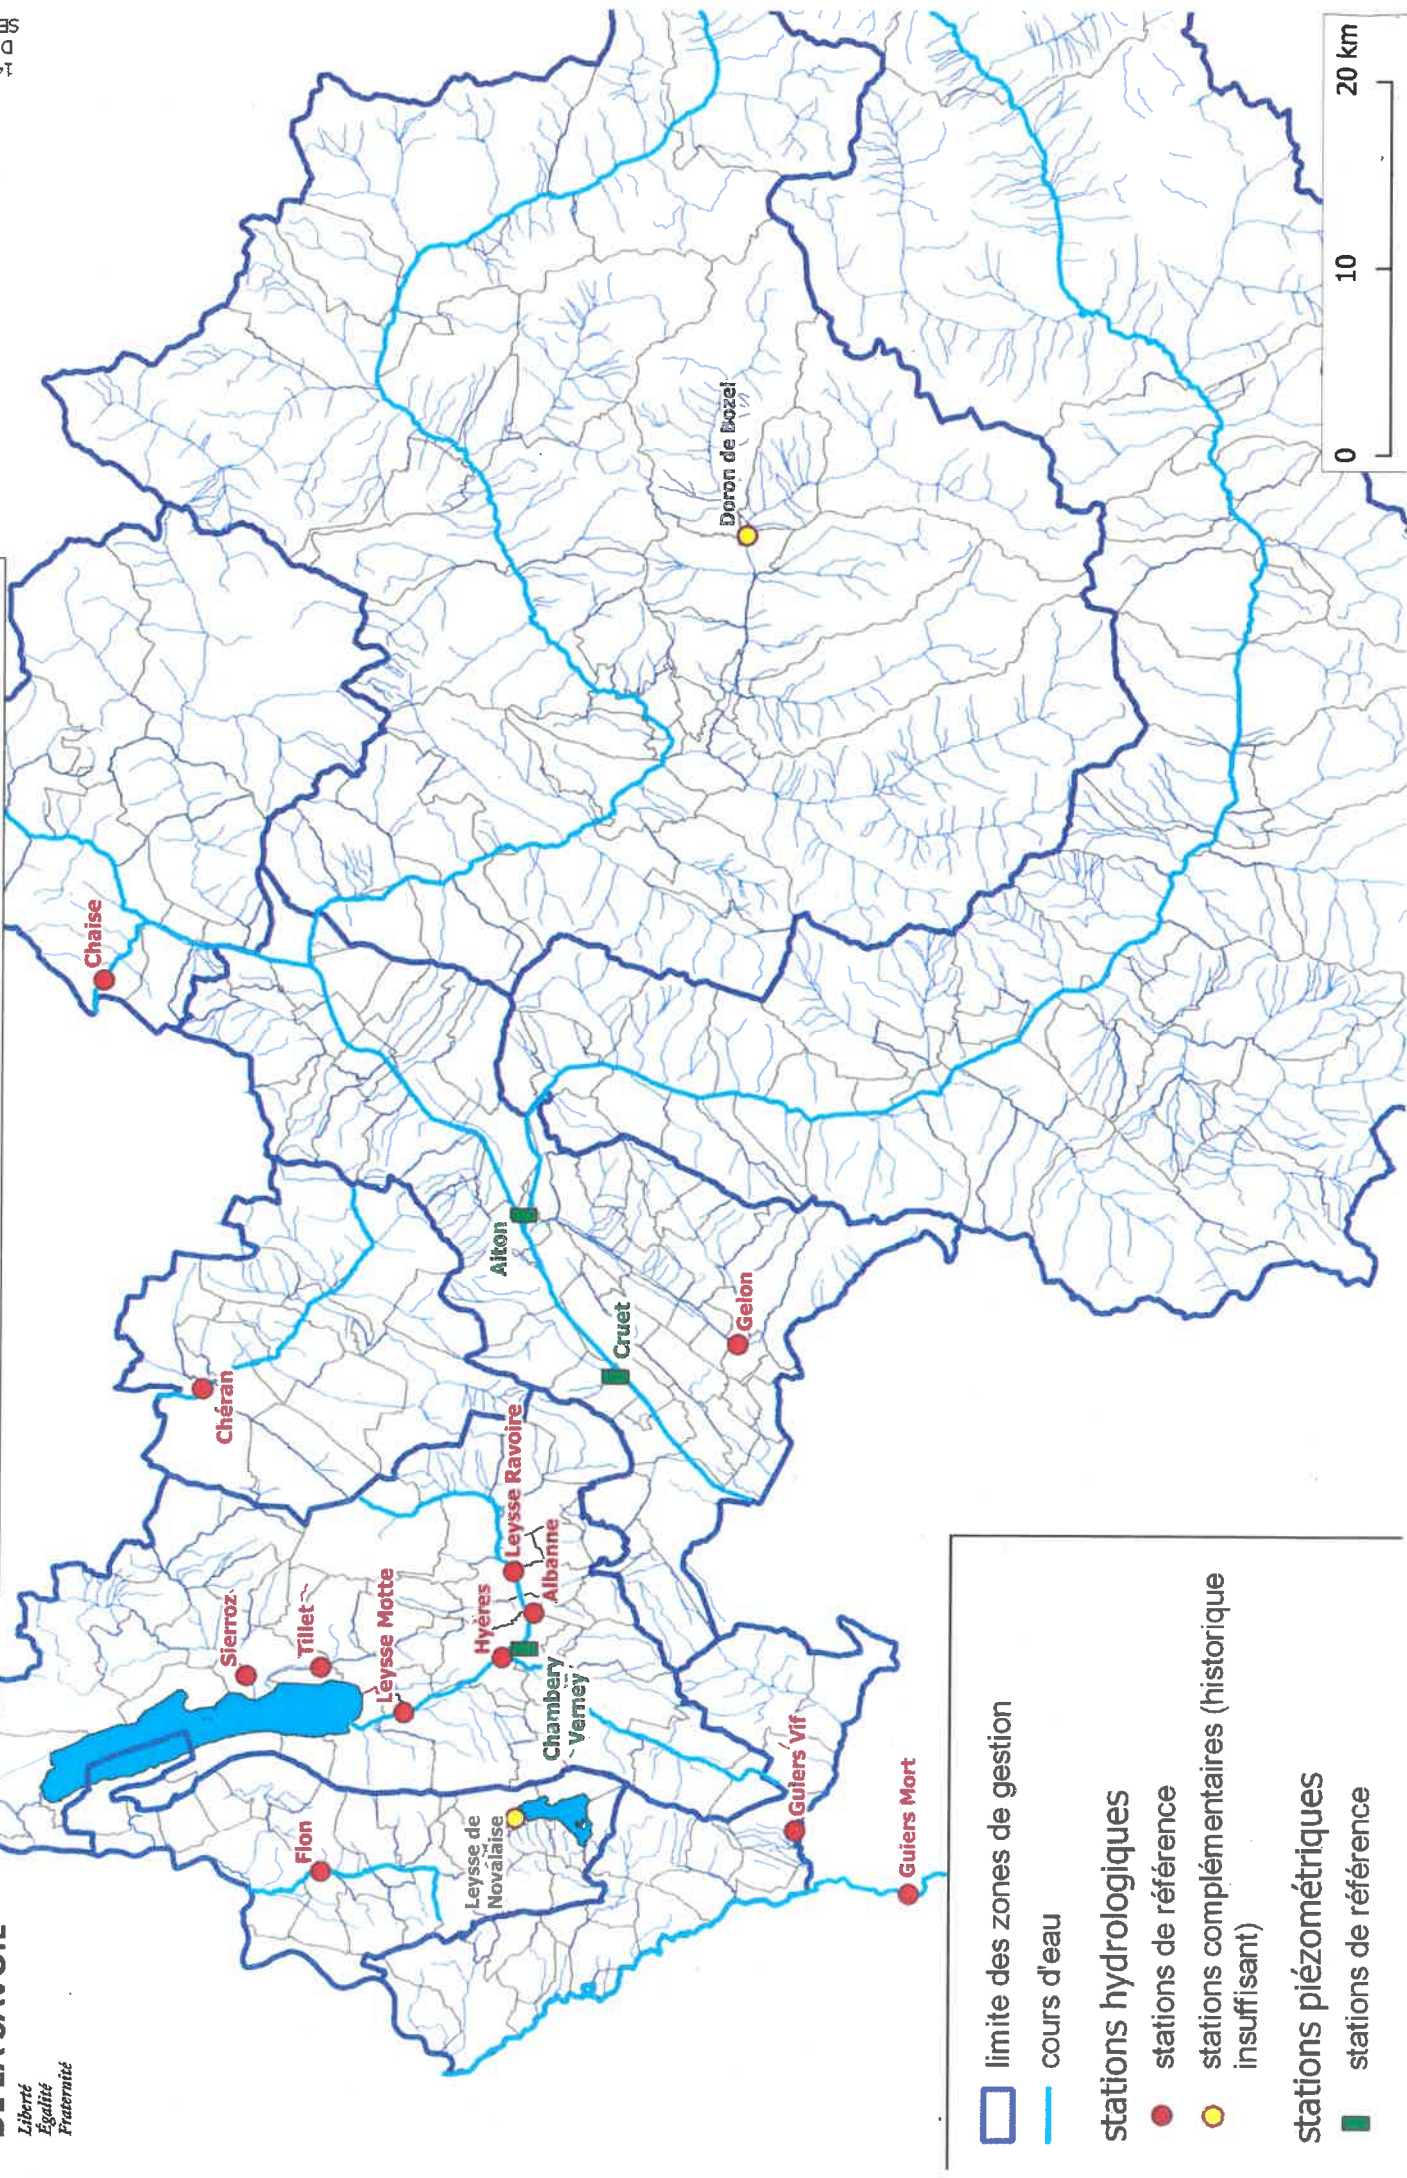 Liberté
Égalité
Fraternité
Chaise
Chéran
Sierroz
Tillet
Leysse Motte
Flon
Hyères
Leysse Ravoire
Albanne
Chambery
Verney
Leysse de
Novalaise
Aiton
Cruet
Gelon
Doron de Bozel
Guiers Vif
Guiers Mort
limite des zones de gestion
cours d'eau
stations hydrologiques
stations de référence
stations complémentaires (historique
insuffisant)
stations piézométriques
stations de référence
0 10 20 km